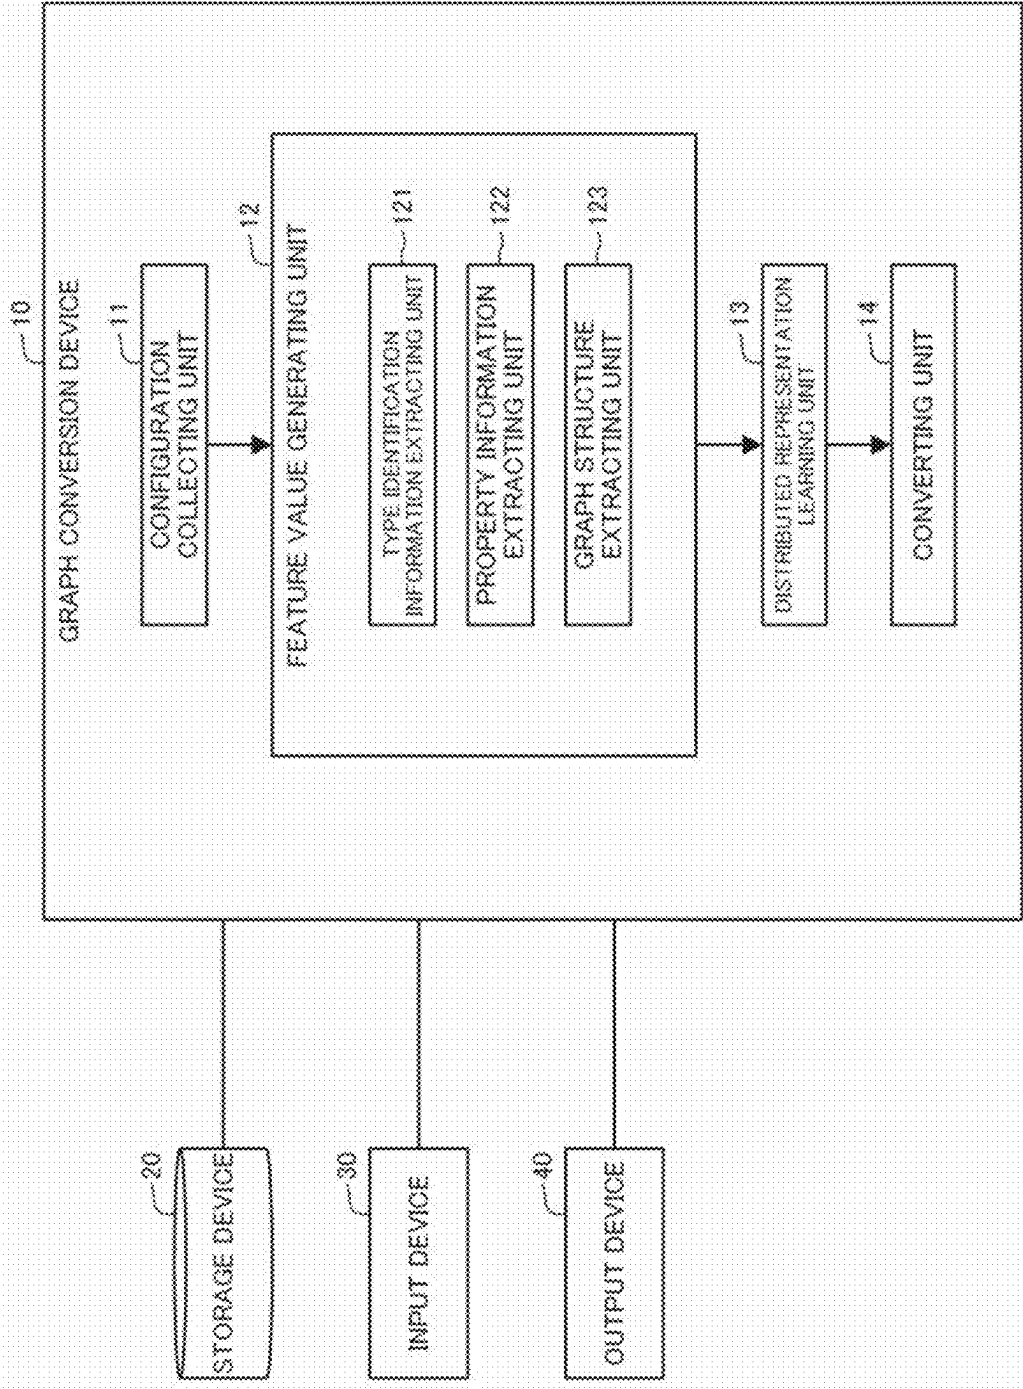 10
GRAPH CONVERSION DEVICE
20
STORAGE DEVICE
11
CONFIGURATION
COLLECTING UNIT
12
FEATURE VALUE GENERATING UNIT
30
INPUT DEVICE
121
TYPE IDENTIFICATION
INFORMATION EXTRACTING UNIT
122
PROPERTY INFORMATION
EXTRACTING UNIT
40
OUTPUT DEVICE
123
GRAPH STRUCTURE
EXTRACTING UNIT
13
DISTRIBUTED REPRESENTATION
LEARNING UNIT
14
CONVERTING UNIT